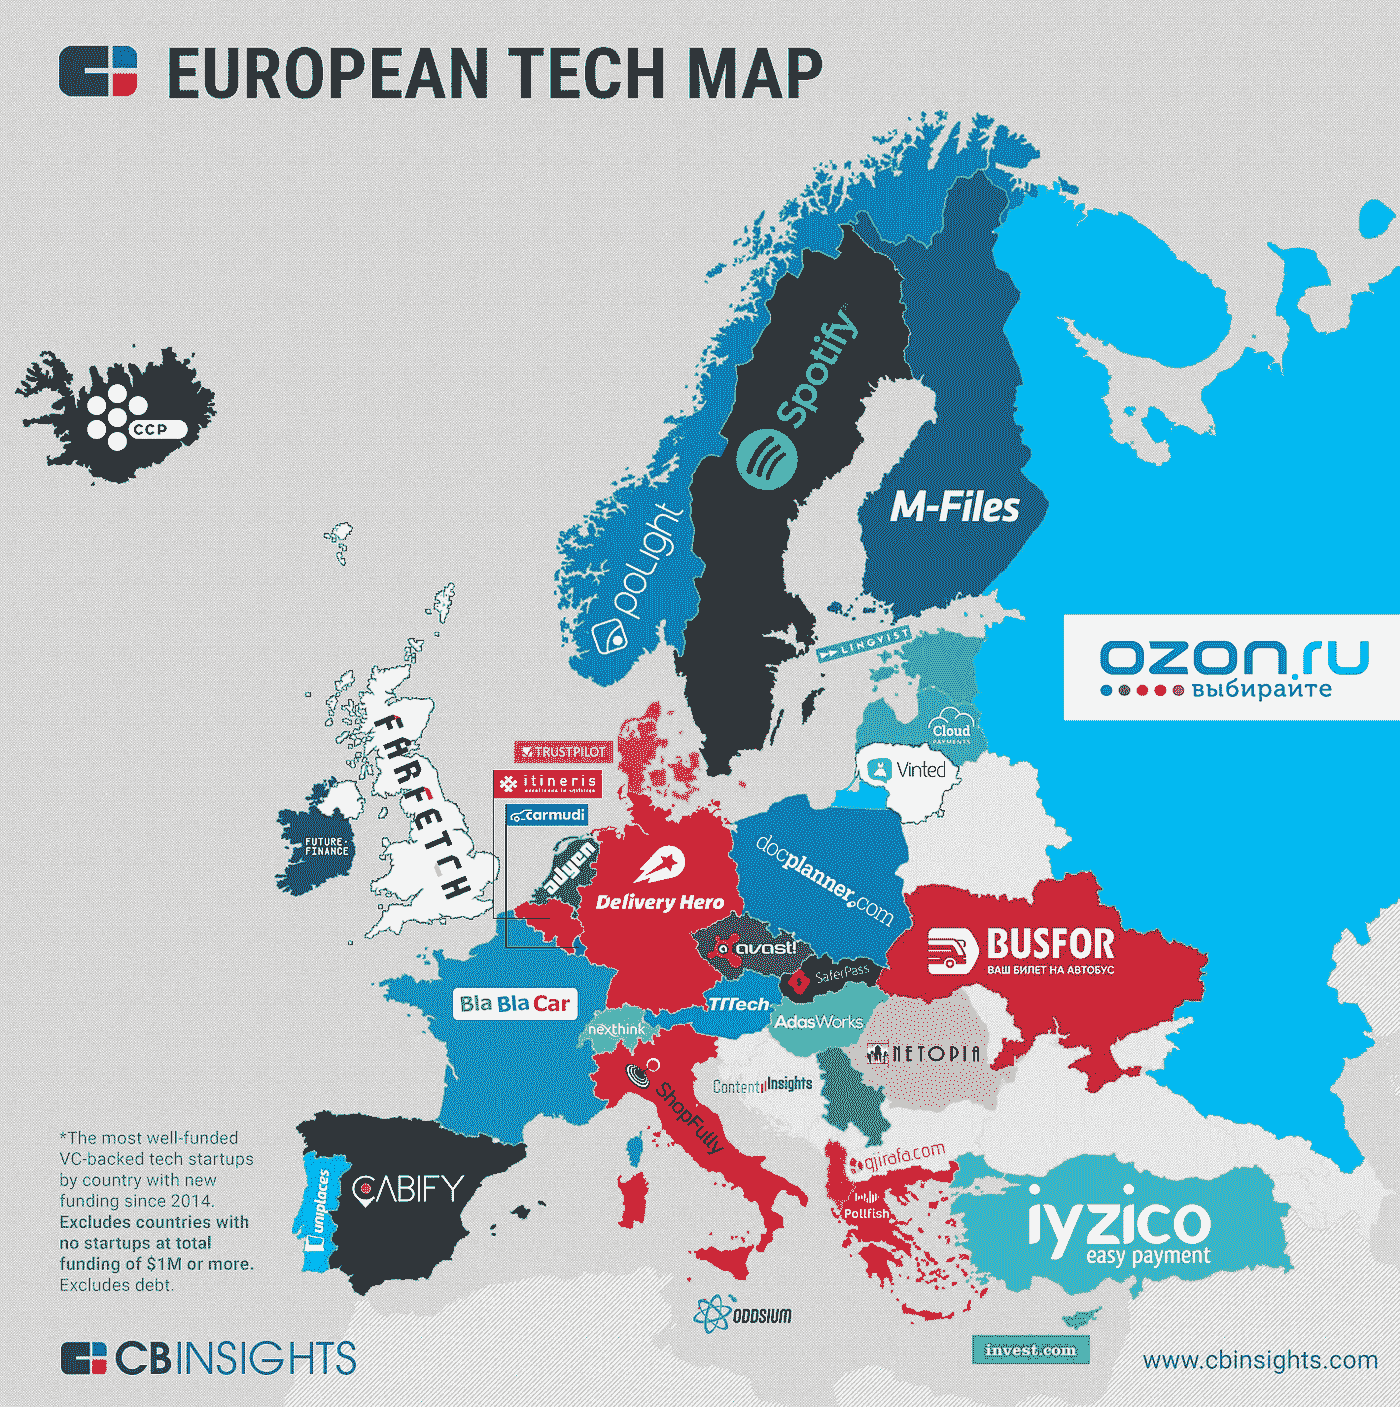 EUROPEAN TECH MAP
CCP
Spotify
M-Files
poLight
LINGVIST
ozon.ru
выбирайте
Cloud
PAYMENTS
TRUSTPILOT
itineris
Vinted
carmudi
FARFETCH
FUTURE
FINANCE
adyen
Delivery Hero
docplanner.com
BUSFOR
ВАШ БИЛЕТ НА АВТОБУС
avast!
SaferPass
Bla Bla Car
TTTech
AdasWorks
nexthink
NETOPIA
Content Insights
ShopFully
gjirafa.com
CABIFY
uniplaces
Pollfish
iyzico
easy payment
*The most well-funded
VC-backed tech startups
by country with new
funding since 2014.
Excludes countries with
no startups at total
funding of $1M or more.
Excludes debt.
ODDSIUM
invest.com
CBINSIGHTS
www.cbinsights.com